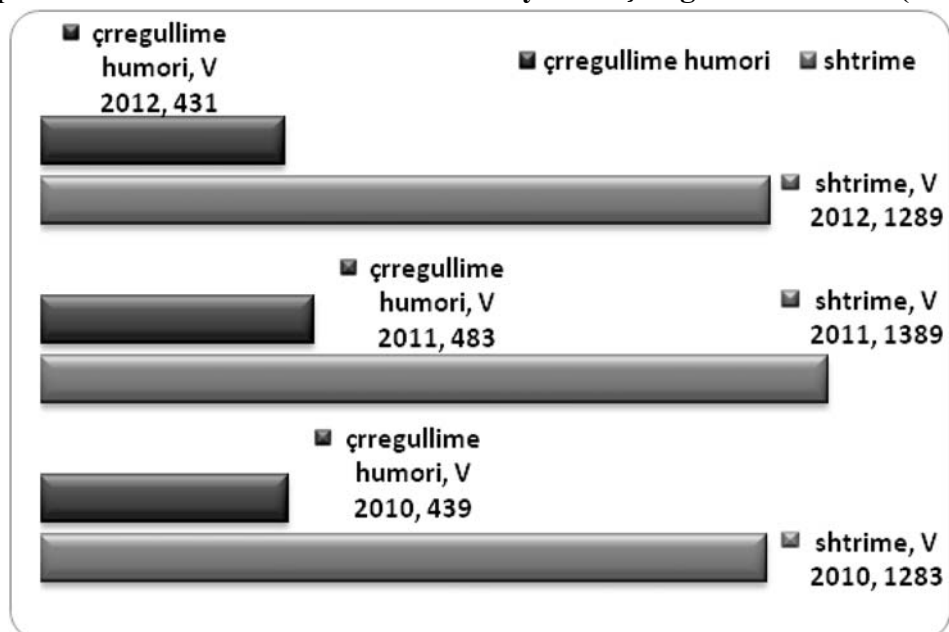 çrregullime
humori, V
2012, 431
çrregullime humori shtrime
shtrime, V
2012, 1289
çrregullime
humori, V
2011, 483
shtrime, V
2011, 1389
çrregullime
humori, V
2010, 439
shtrime, V
2010, 1283